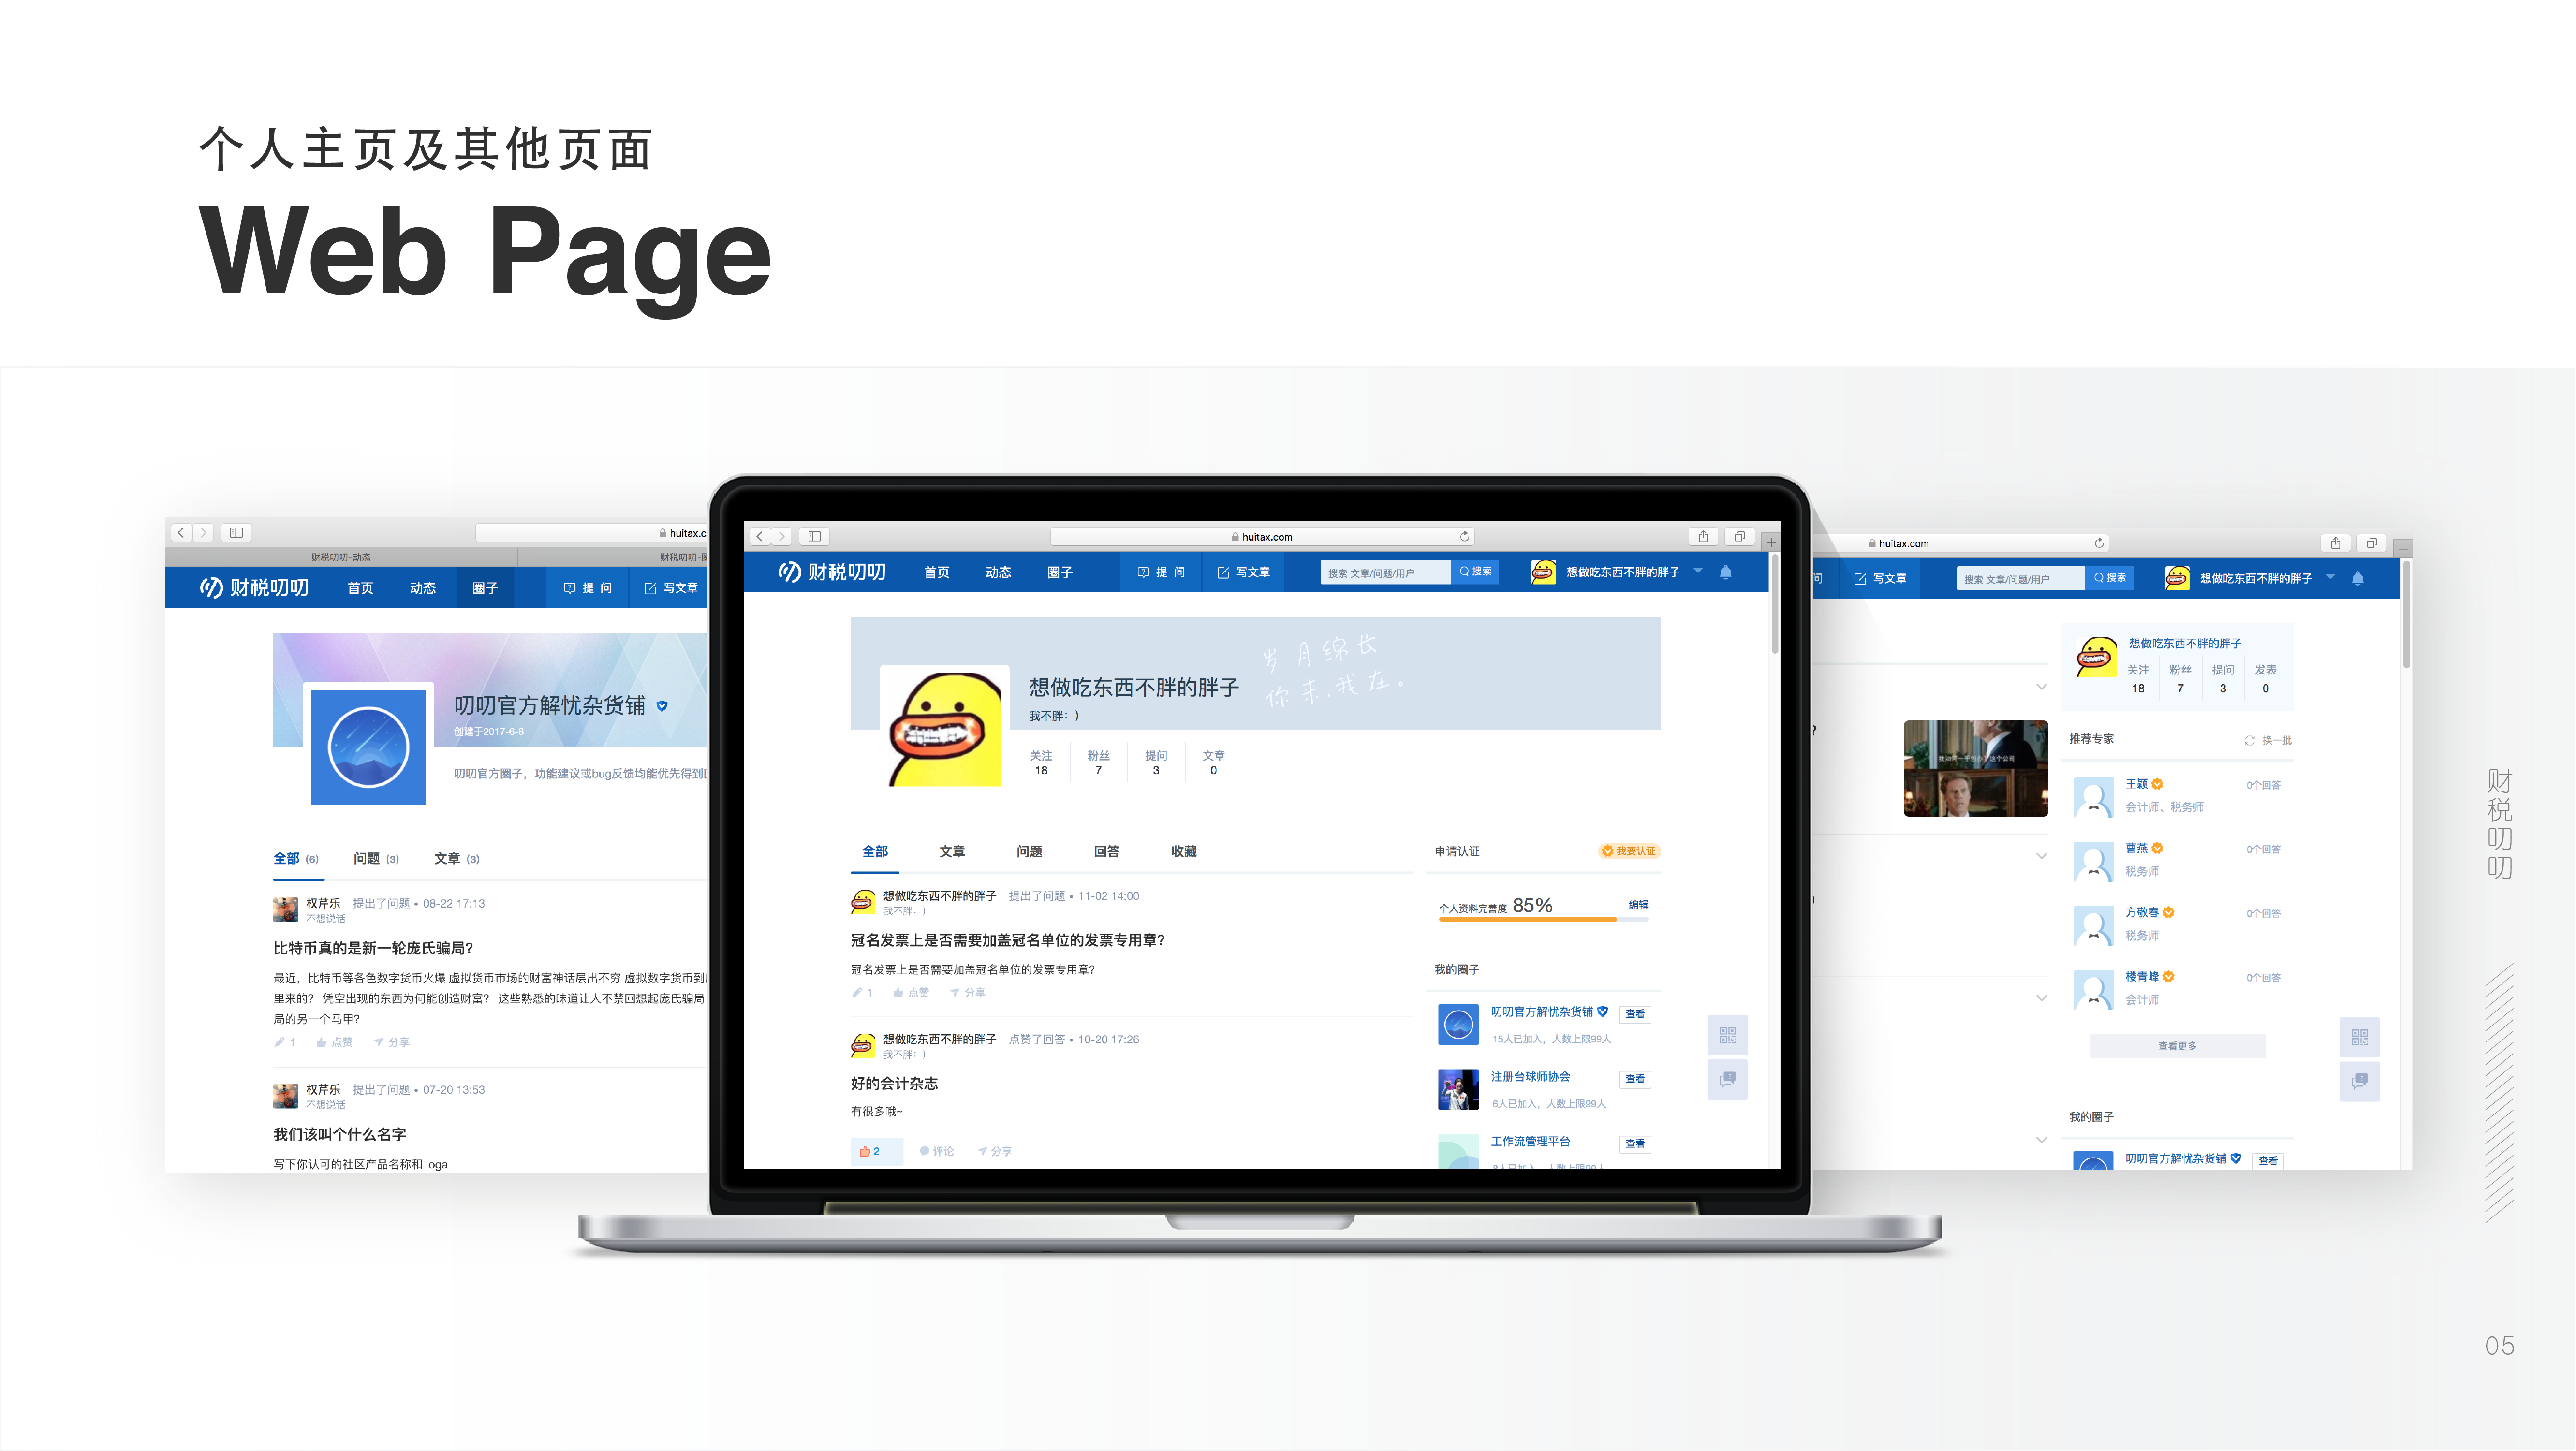 个人主页及其他页面
Web Page
huitax.c
财税叨叨-动态
财税叨叨-
财税叨叨 首页 动态 圈子 提 问 写文章
叨叨官方解忧杂货铺
创建于2017-6-8
叨叨官方圈子，功能建议或bug反馈均能优先得到
全部 (6) 问题 (3) 文章 (3)
权芹乐 提出了问题 • 08-22 17:13
不想说话
比特币真的是新一轮庞氏骗局?
最近，比特币等各色数字货币火爆 虚拟货币市场的财富神话层出不穷 虚拟数字货币到
里来的? 凭空出现的东西为何能创造财富? 这些熟悉的味道让人不禁回想起庞氏骗局
局的另一个马甲?
1 点赞 分享
权芹乐 提出了问题 • 07-20 13:53
不想说话
我们该叫个什么名字
写下你认可的社区产品名称和 loga
huitax.com
财税叨叨 首页 动态 圈子 提 问 写文章 搜索 文章/问题/用户 搜索 想做吃东西不胖的胖子
岁月绵长
你来.我在。
想做吃东西不胖的胖子
我不胖：)
关注 粉丝 提问 文章
18 7 3 0
全部 文章 问题 回答 收藏
想做吃东西不胖的胖子 提出了问题 • 11-02 14:00
我不胖：)
冠名发票上是否需要加盖冠名单位的发票专用章?
冠名发票上是否需要加盖冠名单位的发票专用章?
1 点赞 分享
想做吃东西不胖的胖子 点赞了回答 • 10-20 17:26
我不胖：)
好的会计杂志
有很多哦~
2 评论 分享
申请认证 我要认证
个人资料完善度 85% 编辑
我的圈子
叨叨官方解忧杂货铺 查看
15人已加入，人数上限99人
注册台球师协会 查看
6人已加入，人数上限99人
工作流管理平台 查看
8人已加入，人数上限99人
huitax.com
问 写文章 搜索 文章/问题/用户 搜索 想做吃东西不胖的胖子
?
想做吃东西不胖的胖子
关注 粉丝 提问 发表
18 7 3 0
推荐专家 换一批
王颖 0个回答
会计师、税务师
曹燕 0个回答
税务师
方敬春 0个回答
税务师
楼青峰 0个回答
会计师
查看更多
我的圈子
叨叨官方解忧杂货铺 查看
财税叨叨
05